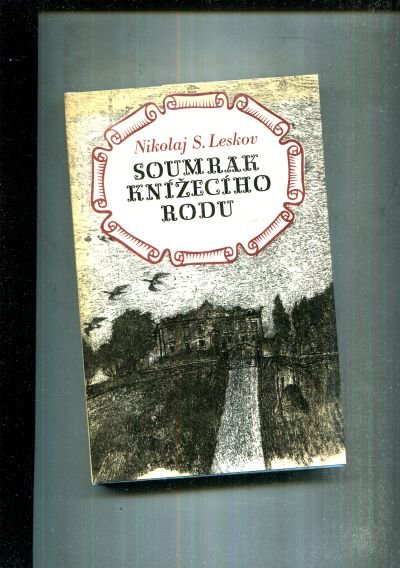 Nikolaj S. Leskov
SOUMRAK
KNÍŽECÍHO
RODU